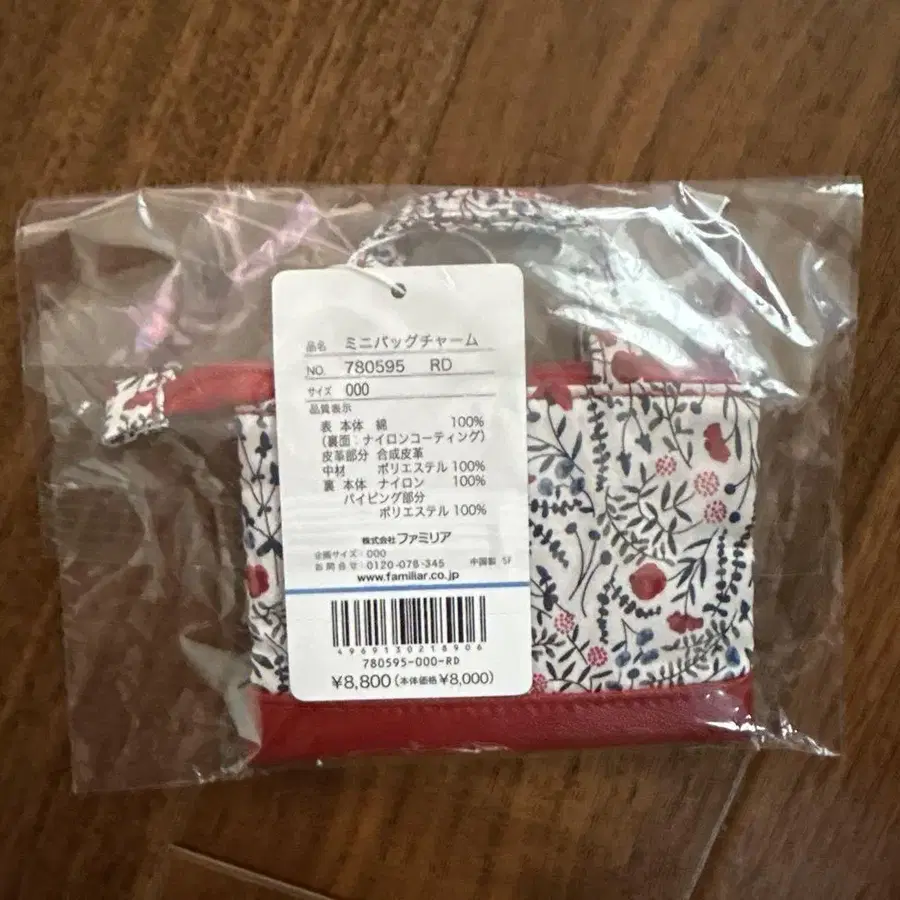 品名 ミニバッグチャーム
NO. 780595 RD
サイズ 000
品質表示
表 本体 綿 100%
(裏面:ナイロンコーティング)
皮革部分 合成皮革
中材 ポリエステル 100%
裏 本体 ナイロン 100%
パイピング部分
ポリエステル 100%
株式会社 ファミリア
企画サイズ:000
お問合せ:0120-078-345 中国製 SF
www.familiar.co.jp
4969130218906
780595-000-RD
¥8,800(本体価格¥8,000)